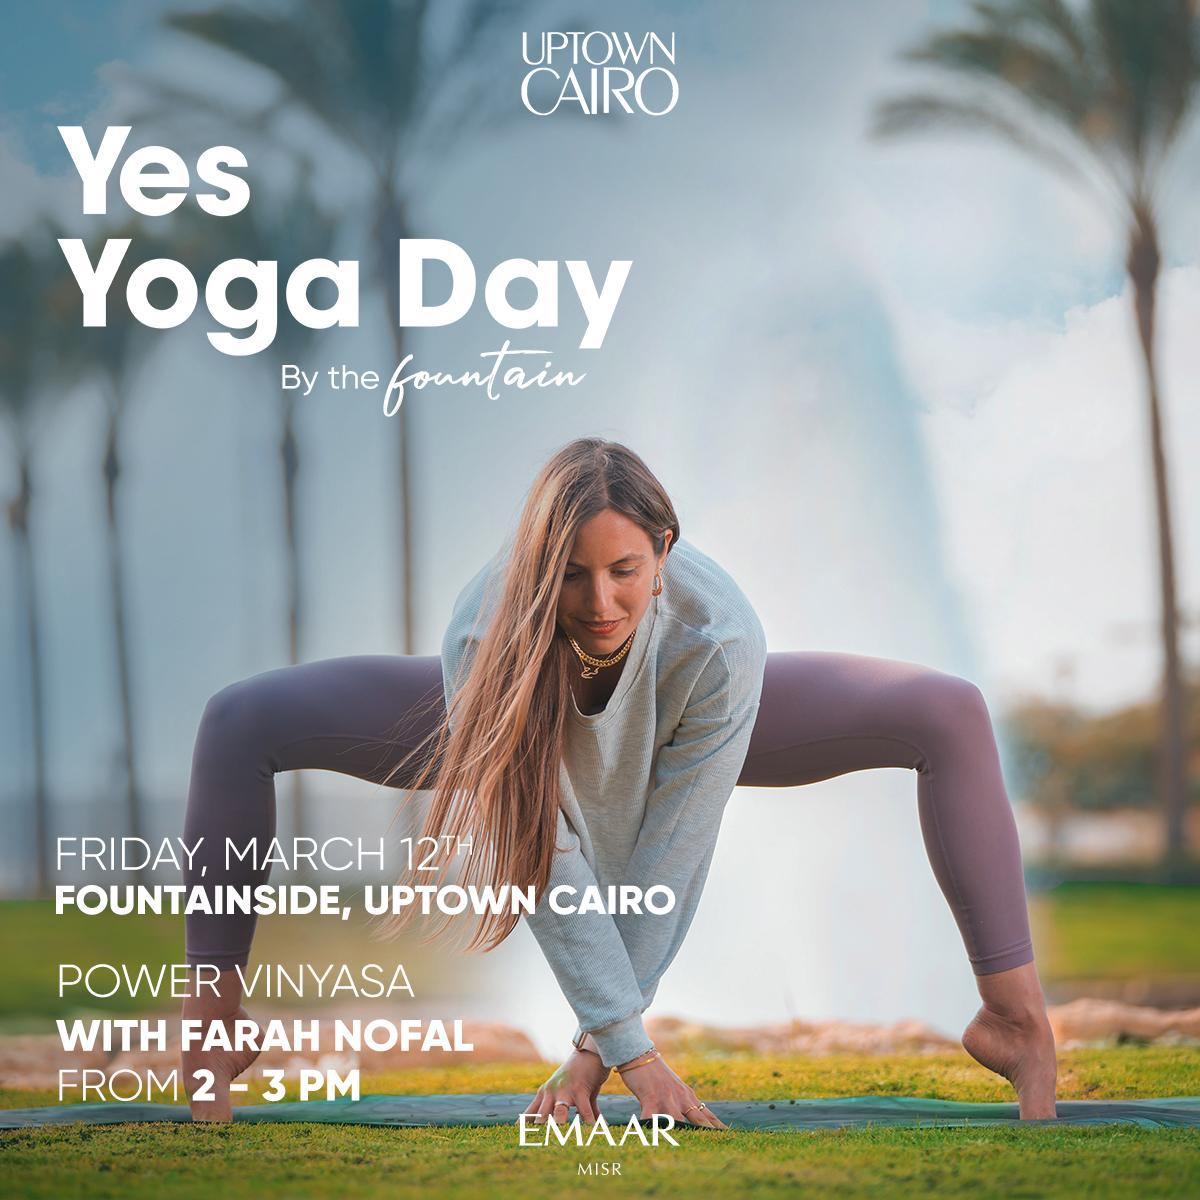 UPTOWN
CAIRO
Yes
Yoga Day
By the fountain
FRIDAY, MARCH 12TH
FOUNTAINSIDE, UPTOWN CAIRO
POWER VINYASA
WITH FARAH NOFAL
FROM 2 - 3 PM
EMAAR
MISR